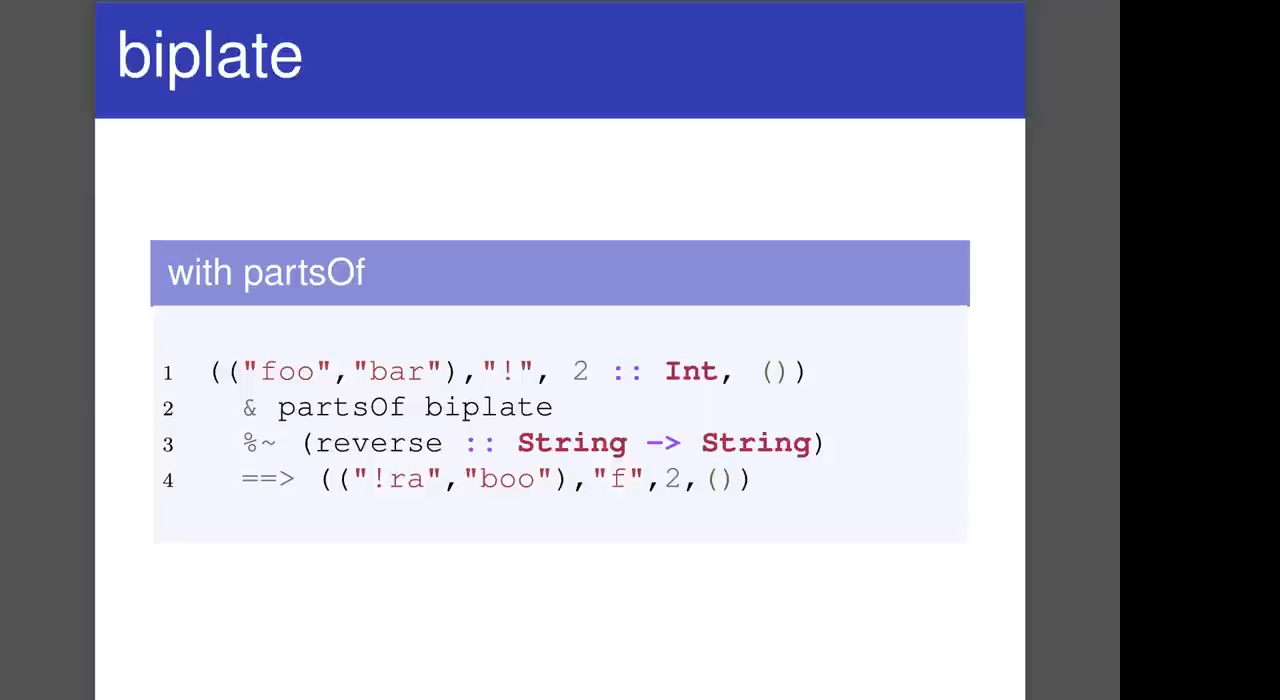 biplate
with partsOf
1 (("foo","bar"),"!", 2 :: Int, ())
2 & partsOf biplate
3 %~ (reverse :: String -> String)
4 ==> (("!ra","boo"),"f",2,())